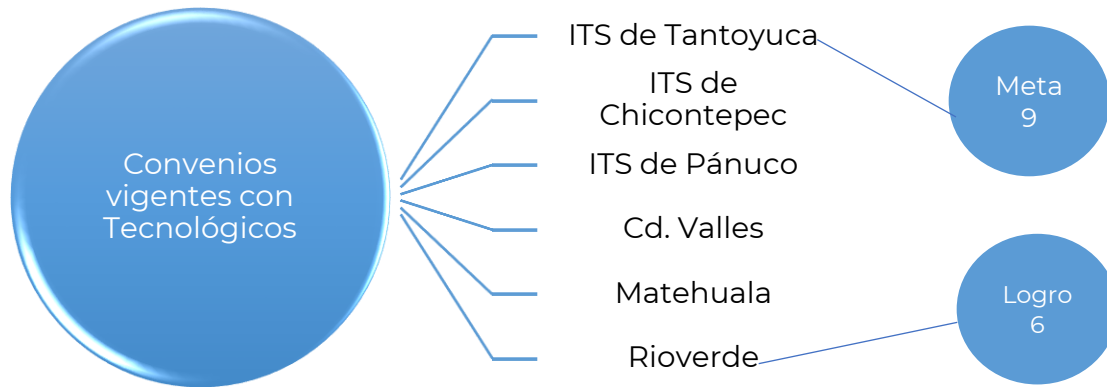 Convenios
vigentes con
Tecnológicos
ITS de Tantoyuca
ITS de
Chicontepec
ITS de Pánuco
Cd. Valles
Matehuala
Rioverde
Meta
9
Logro
6